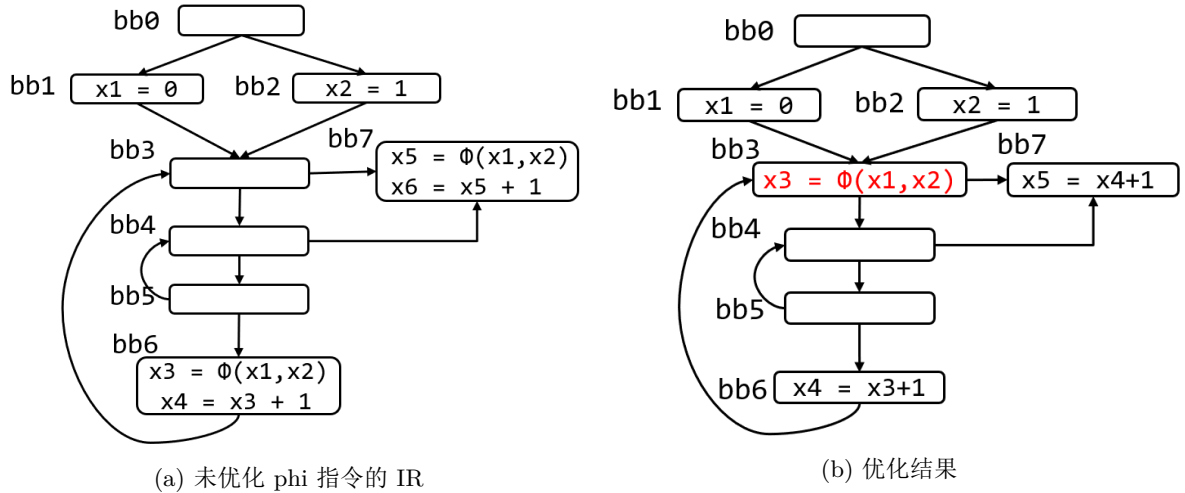 bb0
bb1
x1 = 0
bb2
x2 = 1
bb7
bb3
x5 = Φ(x1,x2)
x6 = x5 + 1
bb4
bb5
bb6
x3 = Φ(x1,x2)
x4 = x3 + 1
(a) 未优化 phi 指令的 IR
bb0
bb1
x1 = 0
bb2
x2 = 1
bb3
bb7
x3 = Φ(x1,x2)
x5 = x4+1
bb4
bb5
bb6
x4 = x3+1
(b) 优化结果